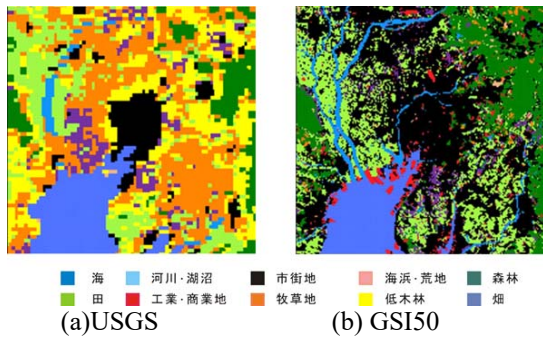 海 河川・湖沼 市街地 海浜・荒地 森林
田 工業・商業地 牧草地 低木林 畑
(a)USGS (b) GSI50